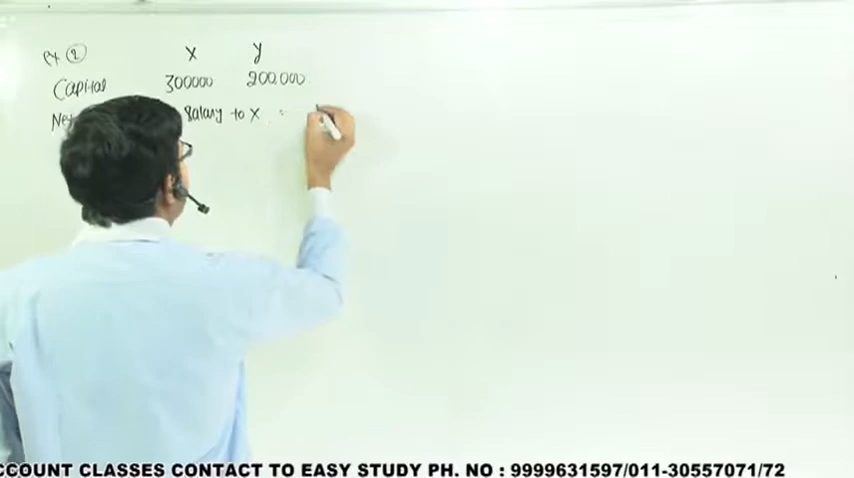 ex 2 X Y
Capital 300000 200,000
Net salary to X :
CCOUNT CLASSES CONTACT TO EASY STUDY PH. NO : 9999631597/011-30557071/72